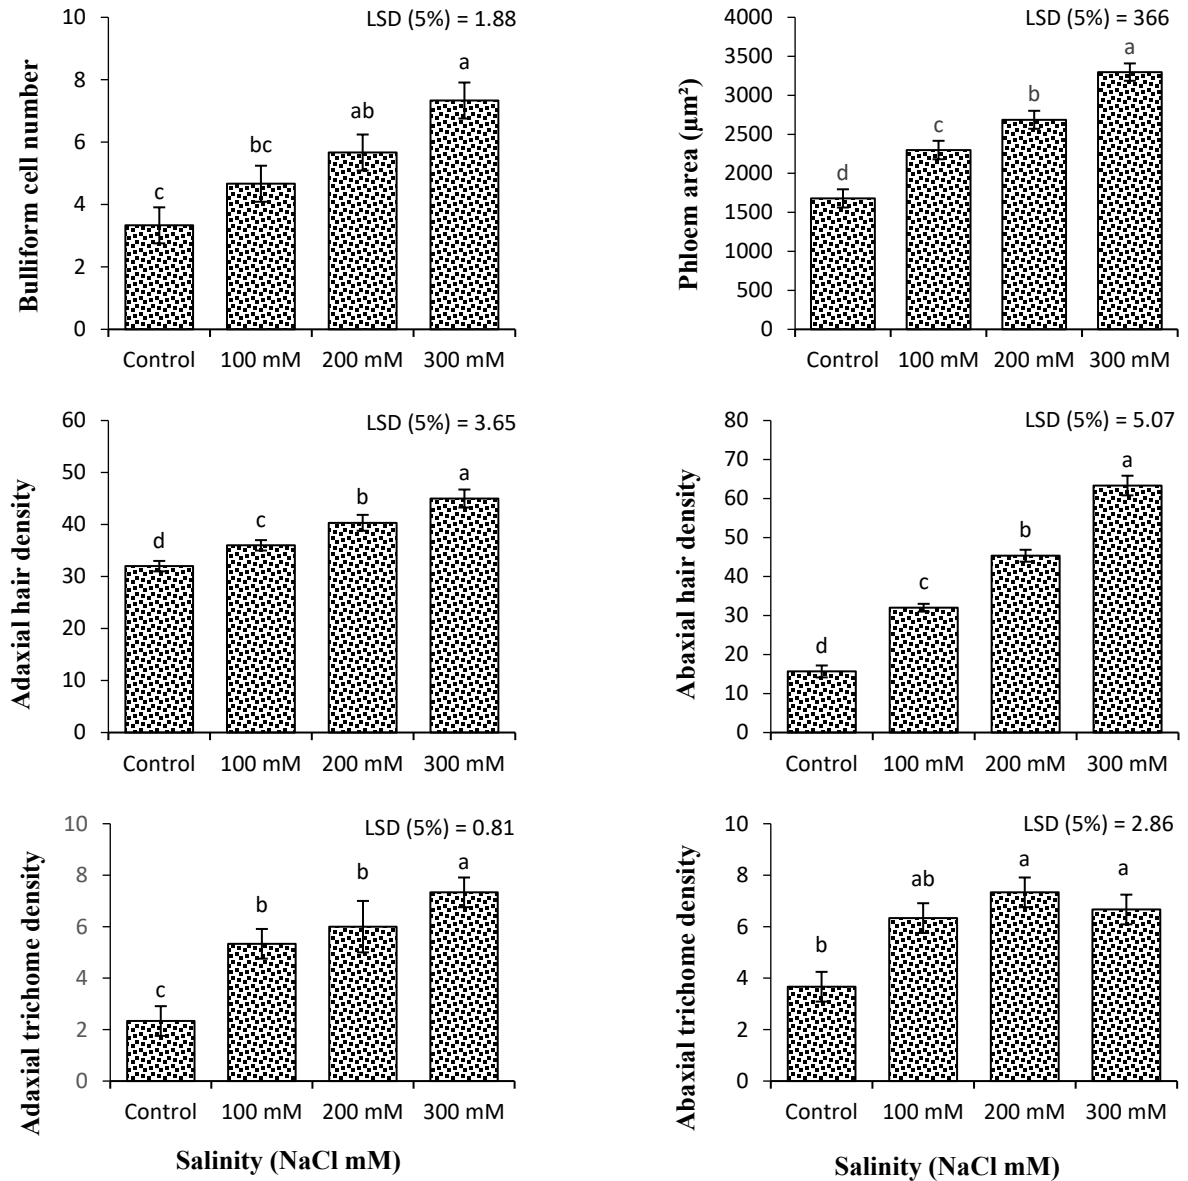 LSD (5%) = 1.88
Bulliform cell number
10
8
6
4
2
0
c
bc
ab
a
Control 100 mM 200 mM 300 mM
LSD (5%) = 366
Phloem area (µm²)
4000
3500
3000
2500
2000
1500
1000
500
0
d
c
b
a
Control 100 mM 200 mM 300 mM
LSD (5%) = 3.65
Adaxial hair density
60
50
40
30
20
10
0
d
c
b
a
Control 100 mM 200 mM 300 mM
LSD (5%) = 5.07
Abaxial hair density
80
70
60
50
40
30
20
10
0
d
c
b
a
Control 100 mM 200 mM 300 mM
LSD (5%) = 0.81
Adaxial trichome density
10
8
6
4
2
0
c
b
b
a
Control 100 mM 200 mM 300 mM
Salinity (NaCl mM)
LSD (5%) = 2.86
Abaxial trichome density
10
8
6
4
2
0
b
ab
a
a
Control 100 mM 200 mM 300 mM
Salinity (NaCl mM)